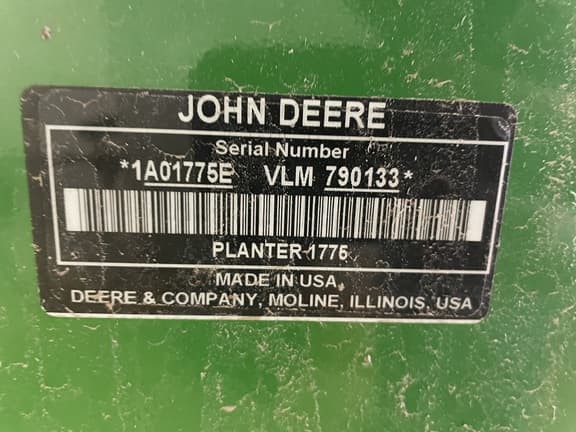 JOHN DEERE
Serial Number
*1A01775E VLM 790133*
PLANTER 1775
MADE IN USA
DEERE & COMPANY, MOLINE, ILLINOIS, USA